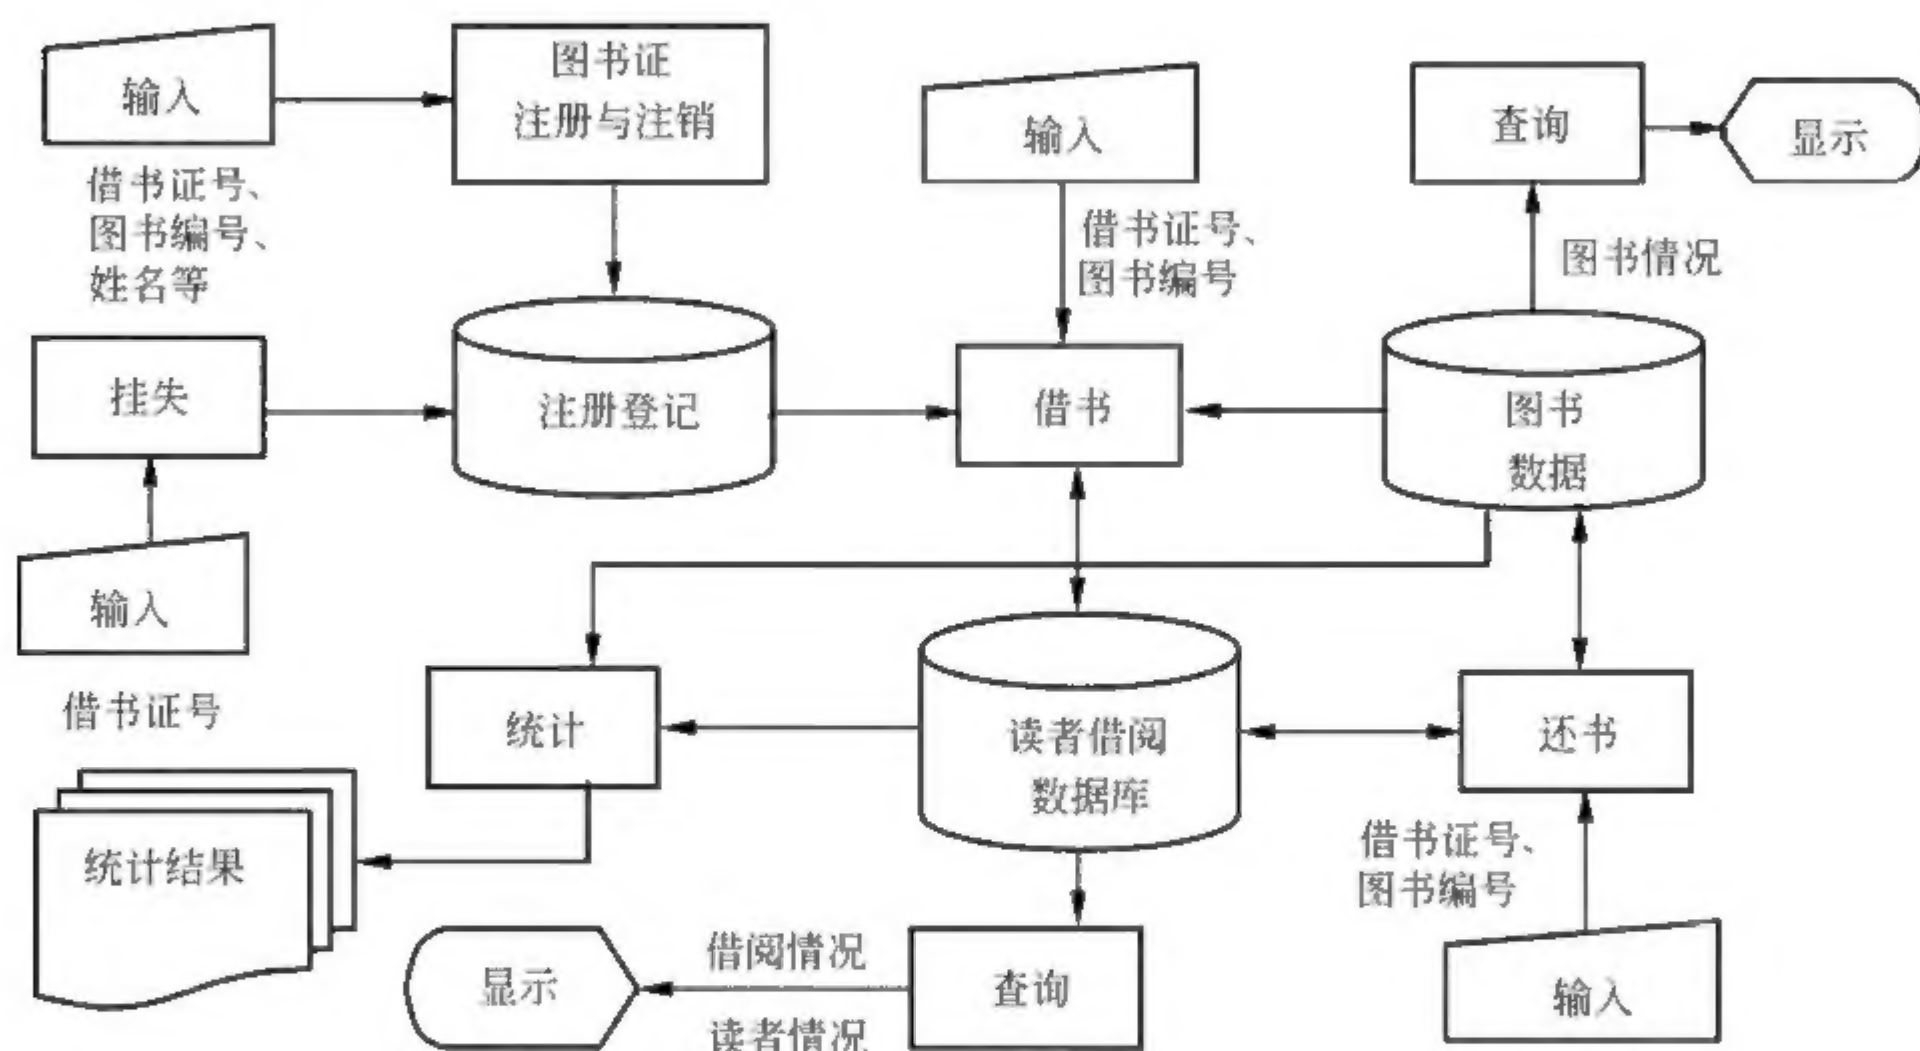 输入
借书证号、
图书编号、
姓名等
图书证
注册与注销
输入
借书证号、
图书编号
查询
显示
图书情况
挂失
注册登记
借书
图书
数据
输入
借书证号
统计
读者借阅
数据库
还书
借书证号、
图书编号
输入
统计结果
显示
借阅情况
读者情况
查询